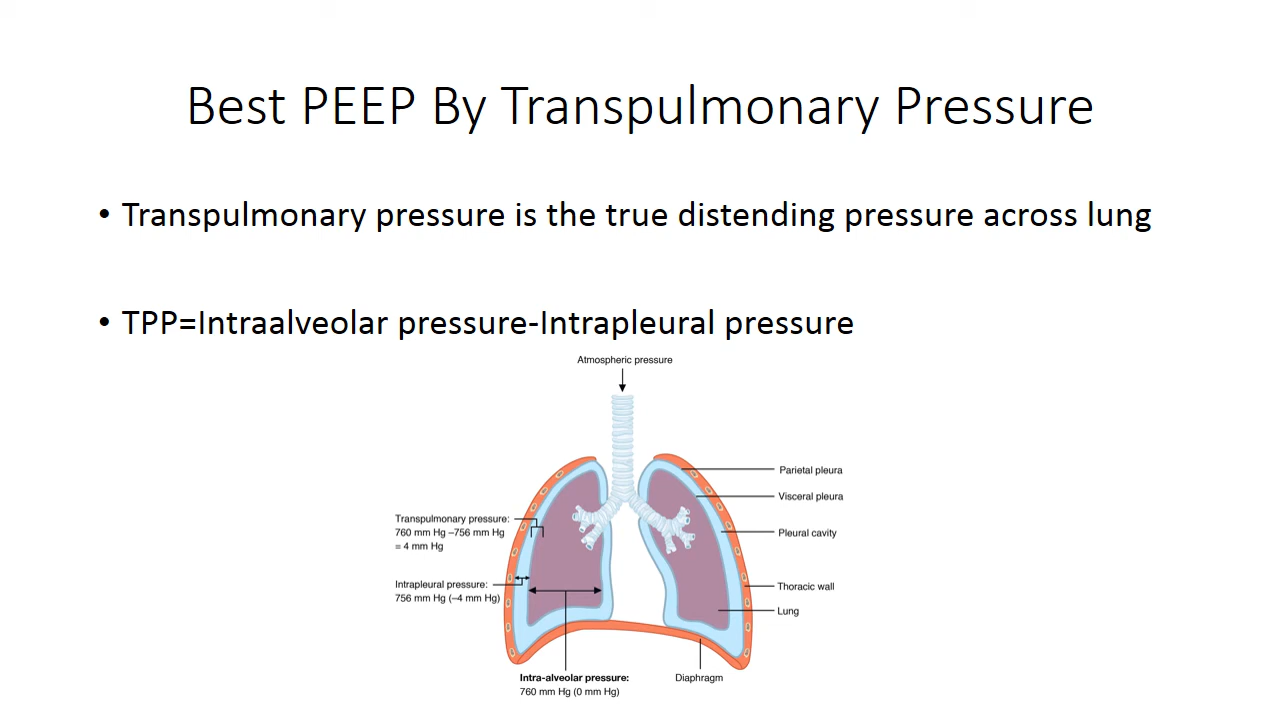 Best PEEP By Transpulmonary Pressure
• Transpulmonary pressure is the true distending pressure across lung
• TPP=Intraalveolar pressure-Intrapleural pressure
Atmospheric pressure
Parietal pleura
Visceral pleura
Transpulmonary pressure:
760 mm Hg –756 mm Hg
= 4 mm Hg
Pleural cavity
Intrapleural pressure:
756 mm Hg (–4 mm Hg)
Thoracic wall
Lung
Intra-alveolar pressure:
760 mm Hg (0 mm Hg)
Diaphragm